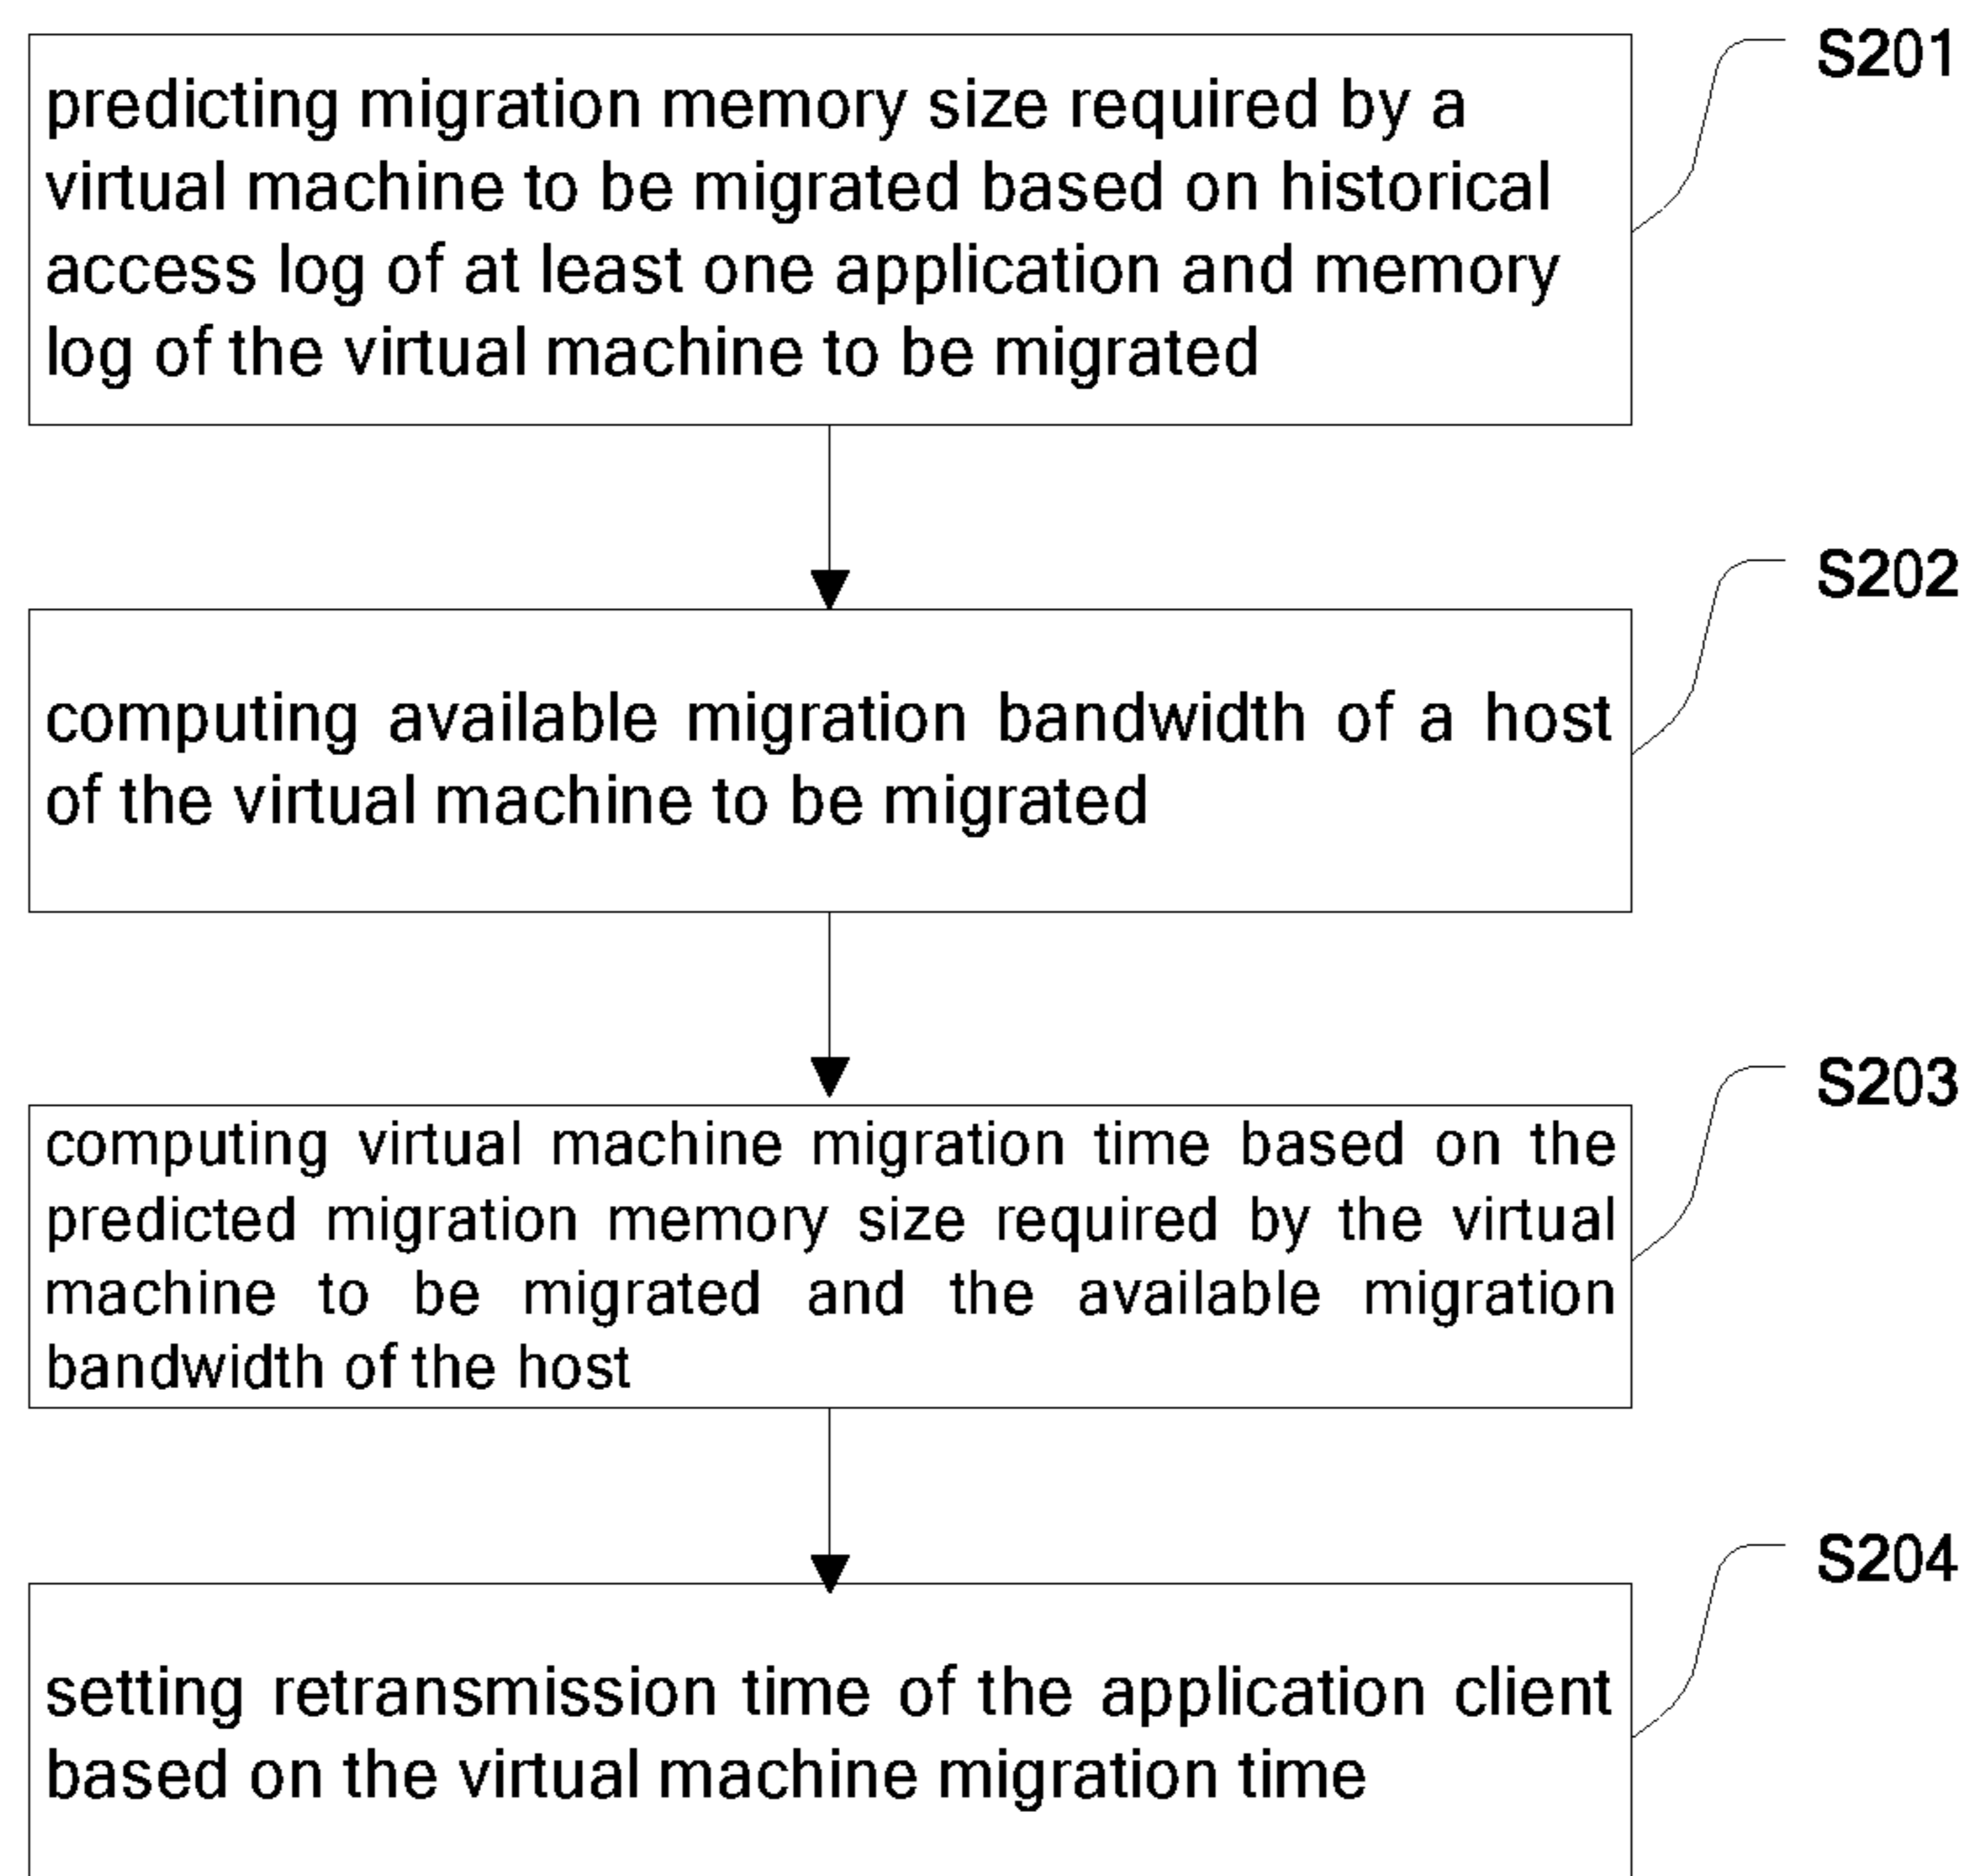 S201
predicting migration memory size required by a
virtual machine to be migrated based on historical
access log of at least one application and memory
log of the virtual machine to be migrated
S202
computing available migration bandwidth of a host
of the virtual machine to be migrated
S203
computing virtual machine migration time based on the
predicted migration memory size required by the virtual
machine to be migrated and the available migration
bandwidth of the host
S204
setting retransmission time of the application client
based on the virtual machine migration time